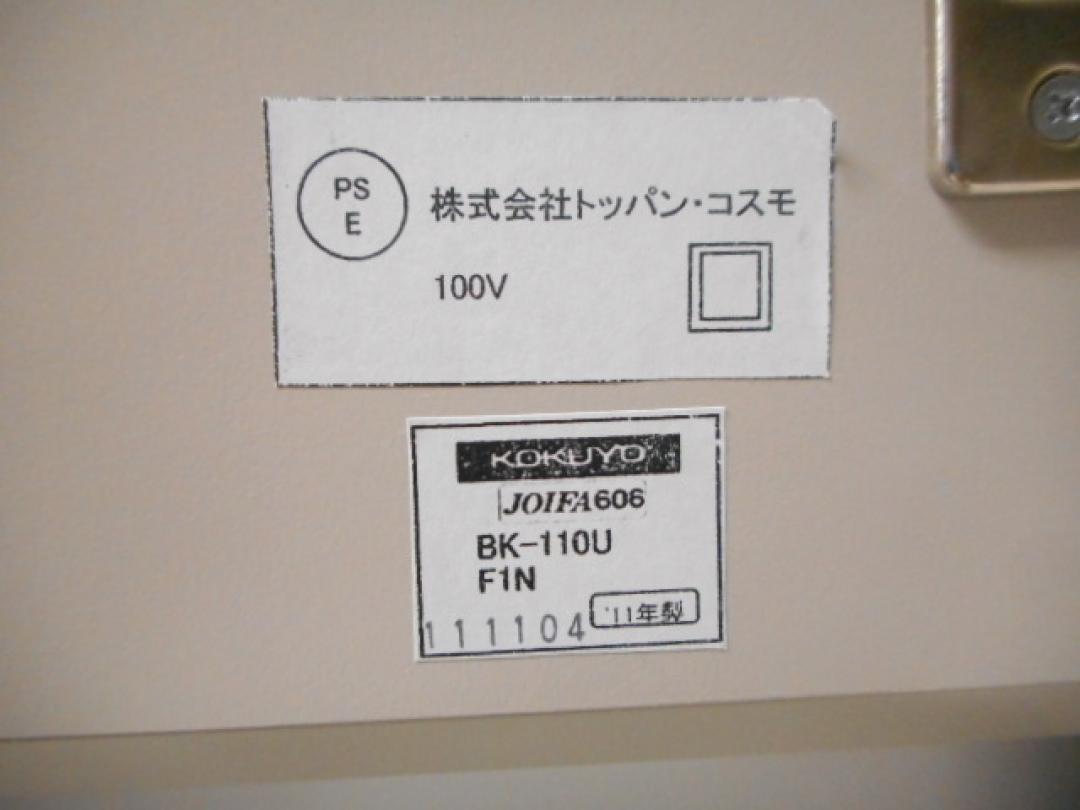 PS
E
株式会社トッパン・コスモ
100V
KOKUYO
JOIFA606
BK-110U
F1N
111104
'11年製